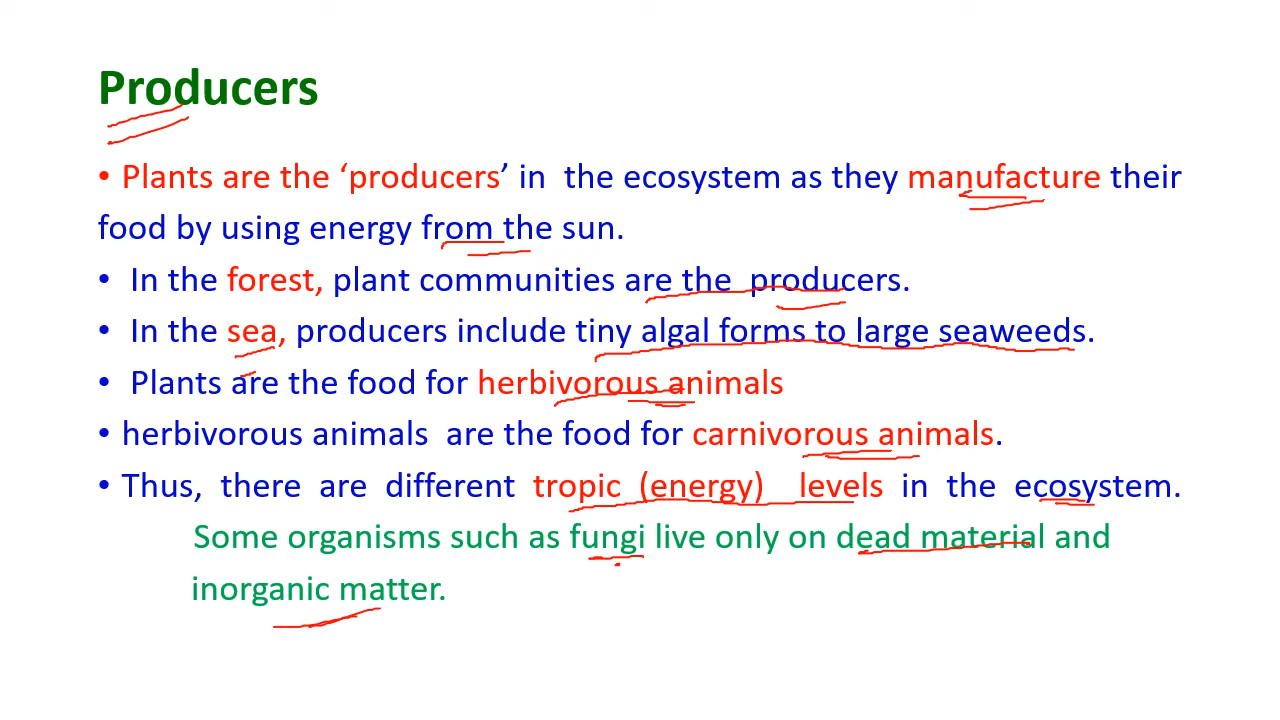 Producers
• Plants are the ‘producers’ in the ecosystem as they manufacture their
food by using energy from the sun.
• In the forest, plant communities are the producers.
• In the sea, producers include tiny algal forms to large seaweeds.
• Plants are the food for herbivorous animals
• herbivorous animals are the food for carnivorous animals.
• Thus, there are different tropic (energy) levels in the ecosystem.
Some organisms such as fungi live only on dead material and
inorganic matter.